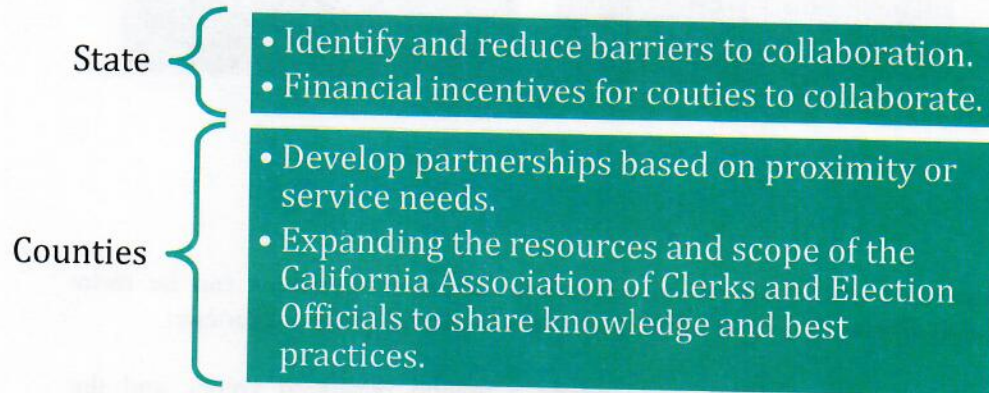 State
• Identify and reduce barriers to collaboration.
• Financial incentives for couties to collaborate.
Counties
• Develop partnerships based on proximity or
service needs.
• Expanding the resources and scope of the
California Association of Clerks and Election
Officials to share knowledge and best
practices.